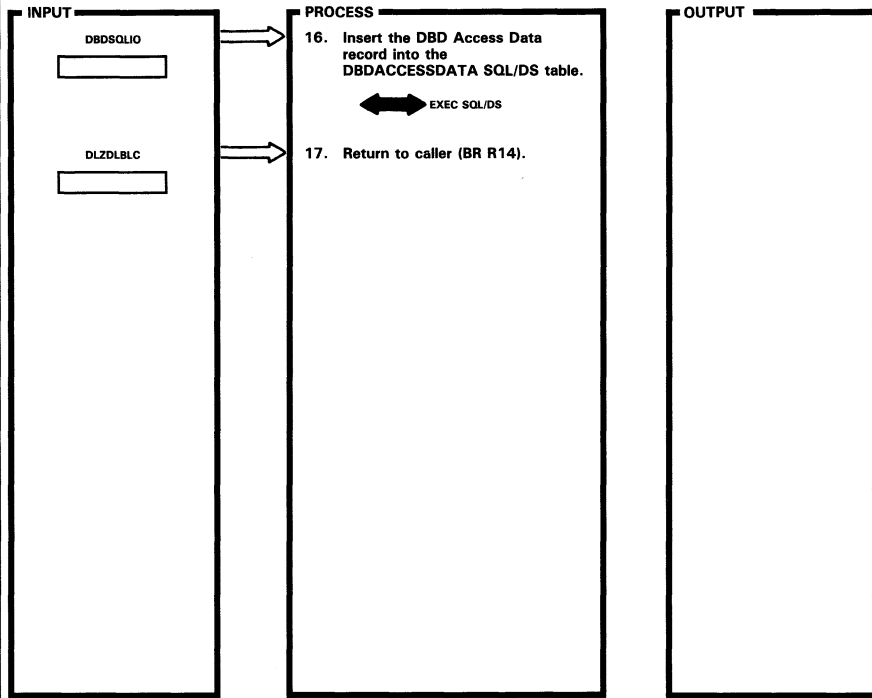 INPUT
PROCESS
OUTPUT
DBDSQLIO
16. Insert the DBD Access Data
record into the
DBDACCESSDATA SQL/DS table.
EXEC SQL/DS
DLZDLBLC
17. Return to caller (BR R14).